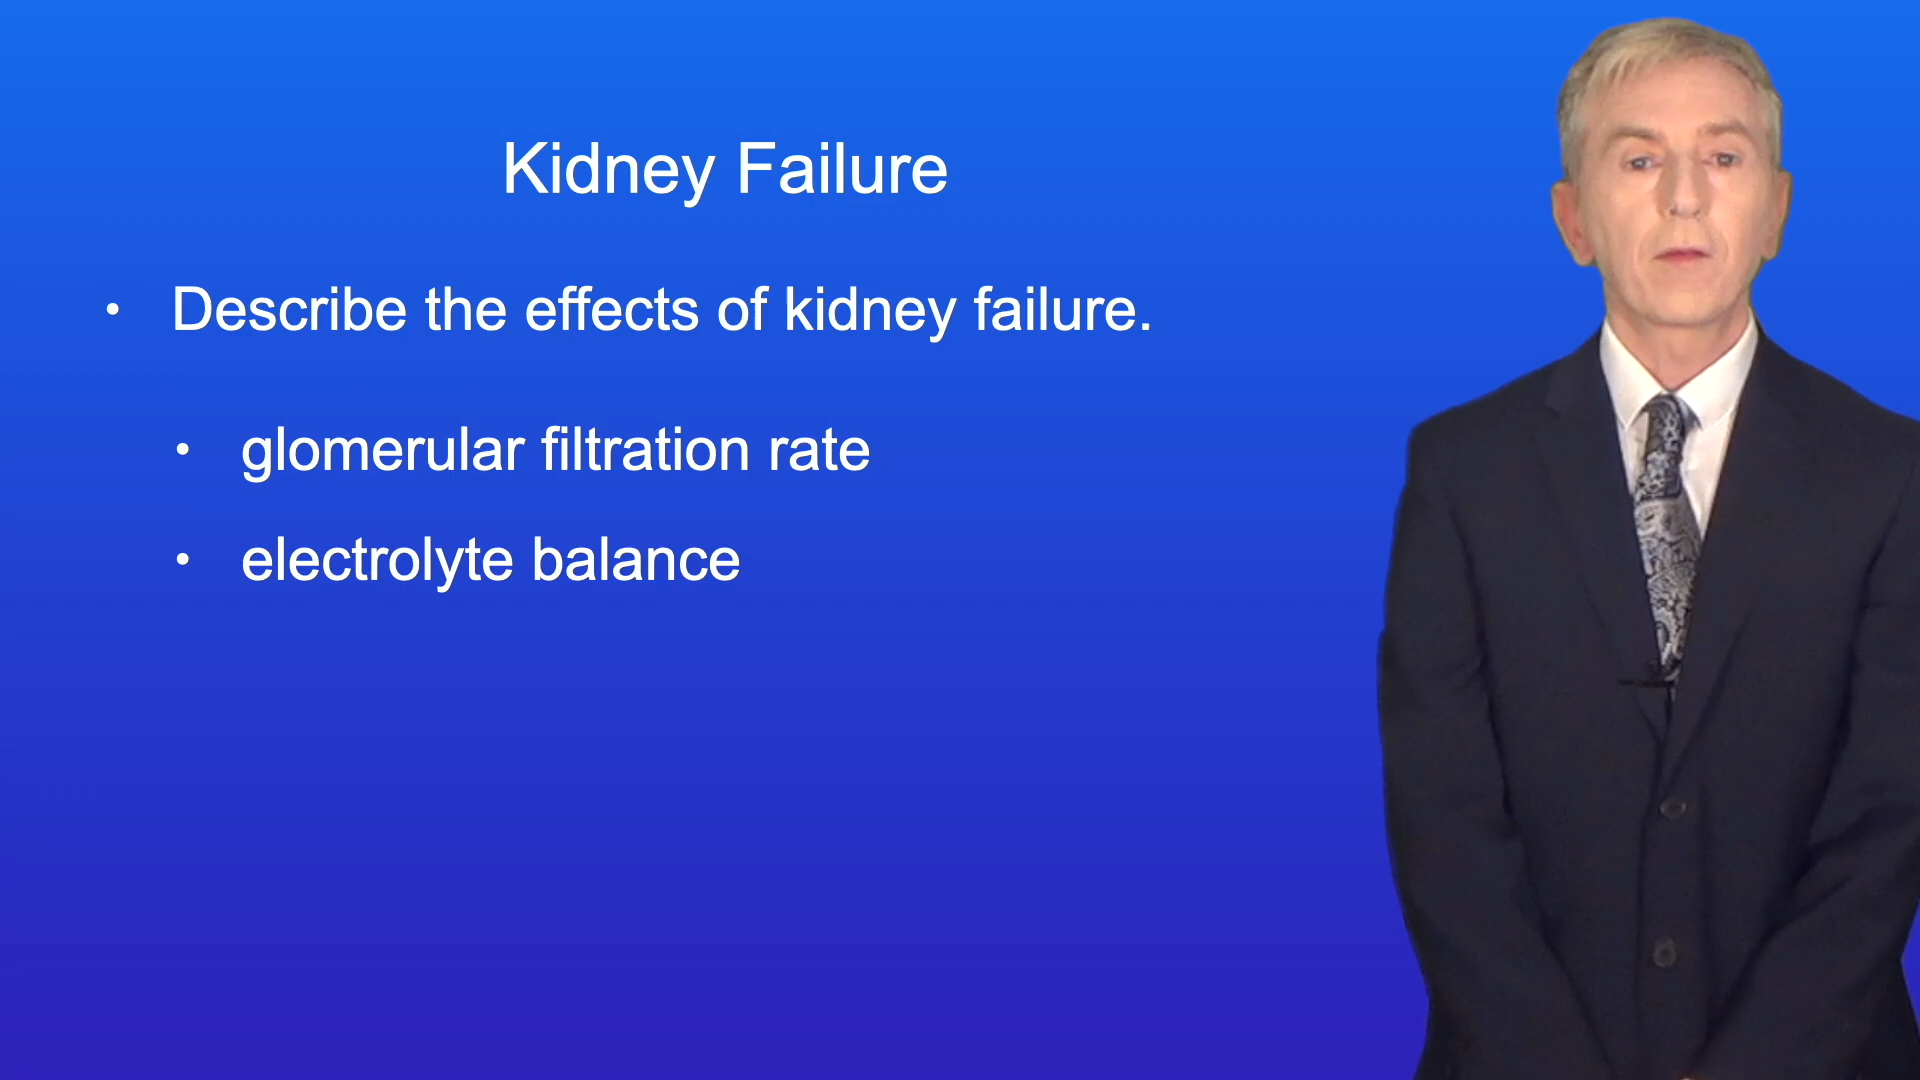 Kidney Failure
• Describe the effects of kidney failure.
• glomerular filtration rate
• electrolyte balance